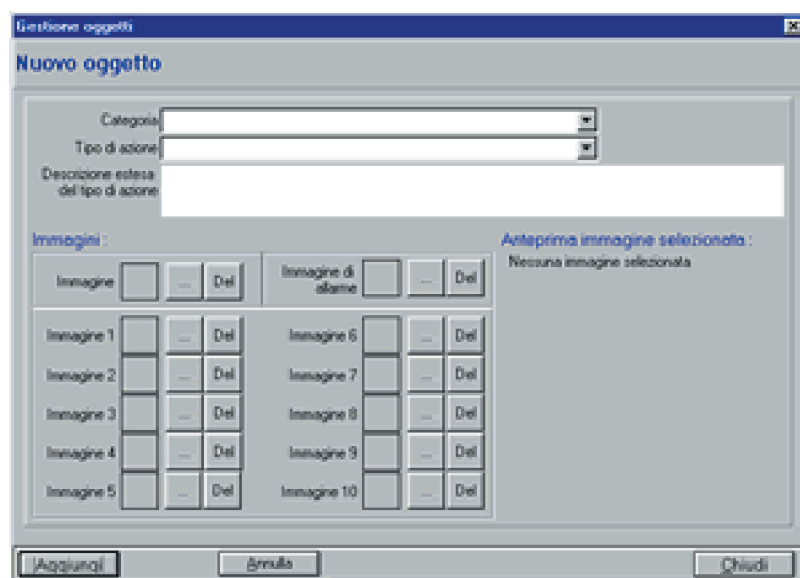 Gestione oggetti
Nuovo oggetto
Categoria
Tipo di azione
Descrizione estesa
del tipo di azione
Immagini :
Anteprima immagine selezionata :
Nessuna immagine selezionata
Immagine ... Del
Immagine di
allarme ... Del
Immagine 1 ... Del Immagine 6 ... Del
Immagine 2 ... Del Immagine 7 ... Del
Immagine 3 ... Del Immagine 8 ... Del
Immagine 4 ... Del Immagine 9 ... Del
Immagine 5 ... Del Immagine 10 ... Del
Aggiungi Annulla Chiudi